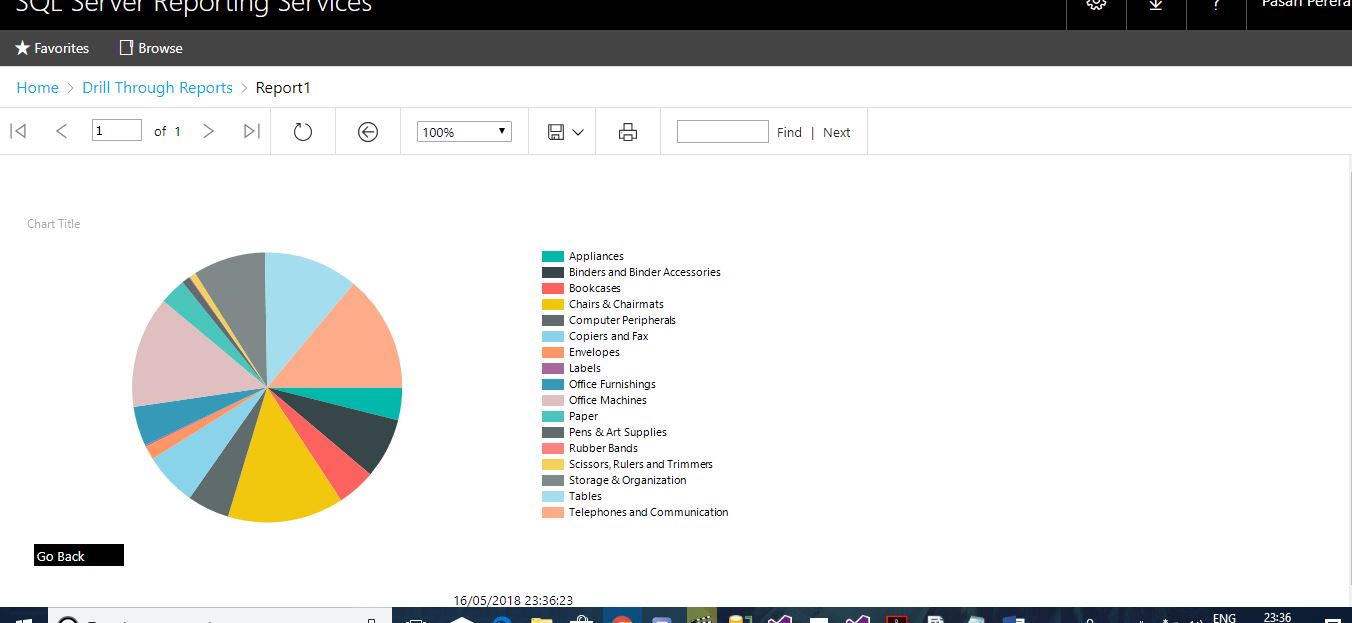 SQL Server Reporting Services
? Pasan Perera
Favorites Browse
Home > Drill Through Reports > Report1
1 of 1 100% Find | Next
Chart Title
Appliances
Binders and Binder Accessories
Bookcases
Chairs & Chairmats
Computer Peripherals
Copiers and Fax
Envelopes
Labels
Office Furnishings
Office Machines
Paper
Pens & Art Supplies
Rubber Bands
Scissors, Rulers and Trimmers
Storage & Organization
Tables
Telephones and Communication
Go Back
16/05/2018 23:36:23
ENG 23:36